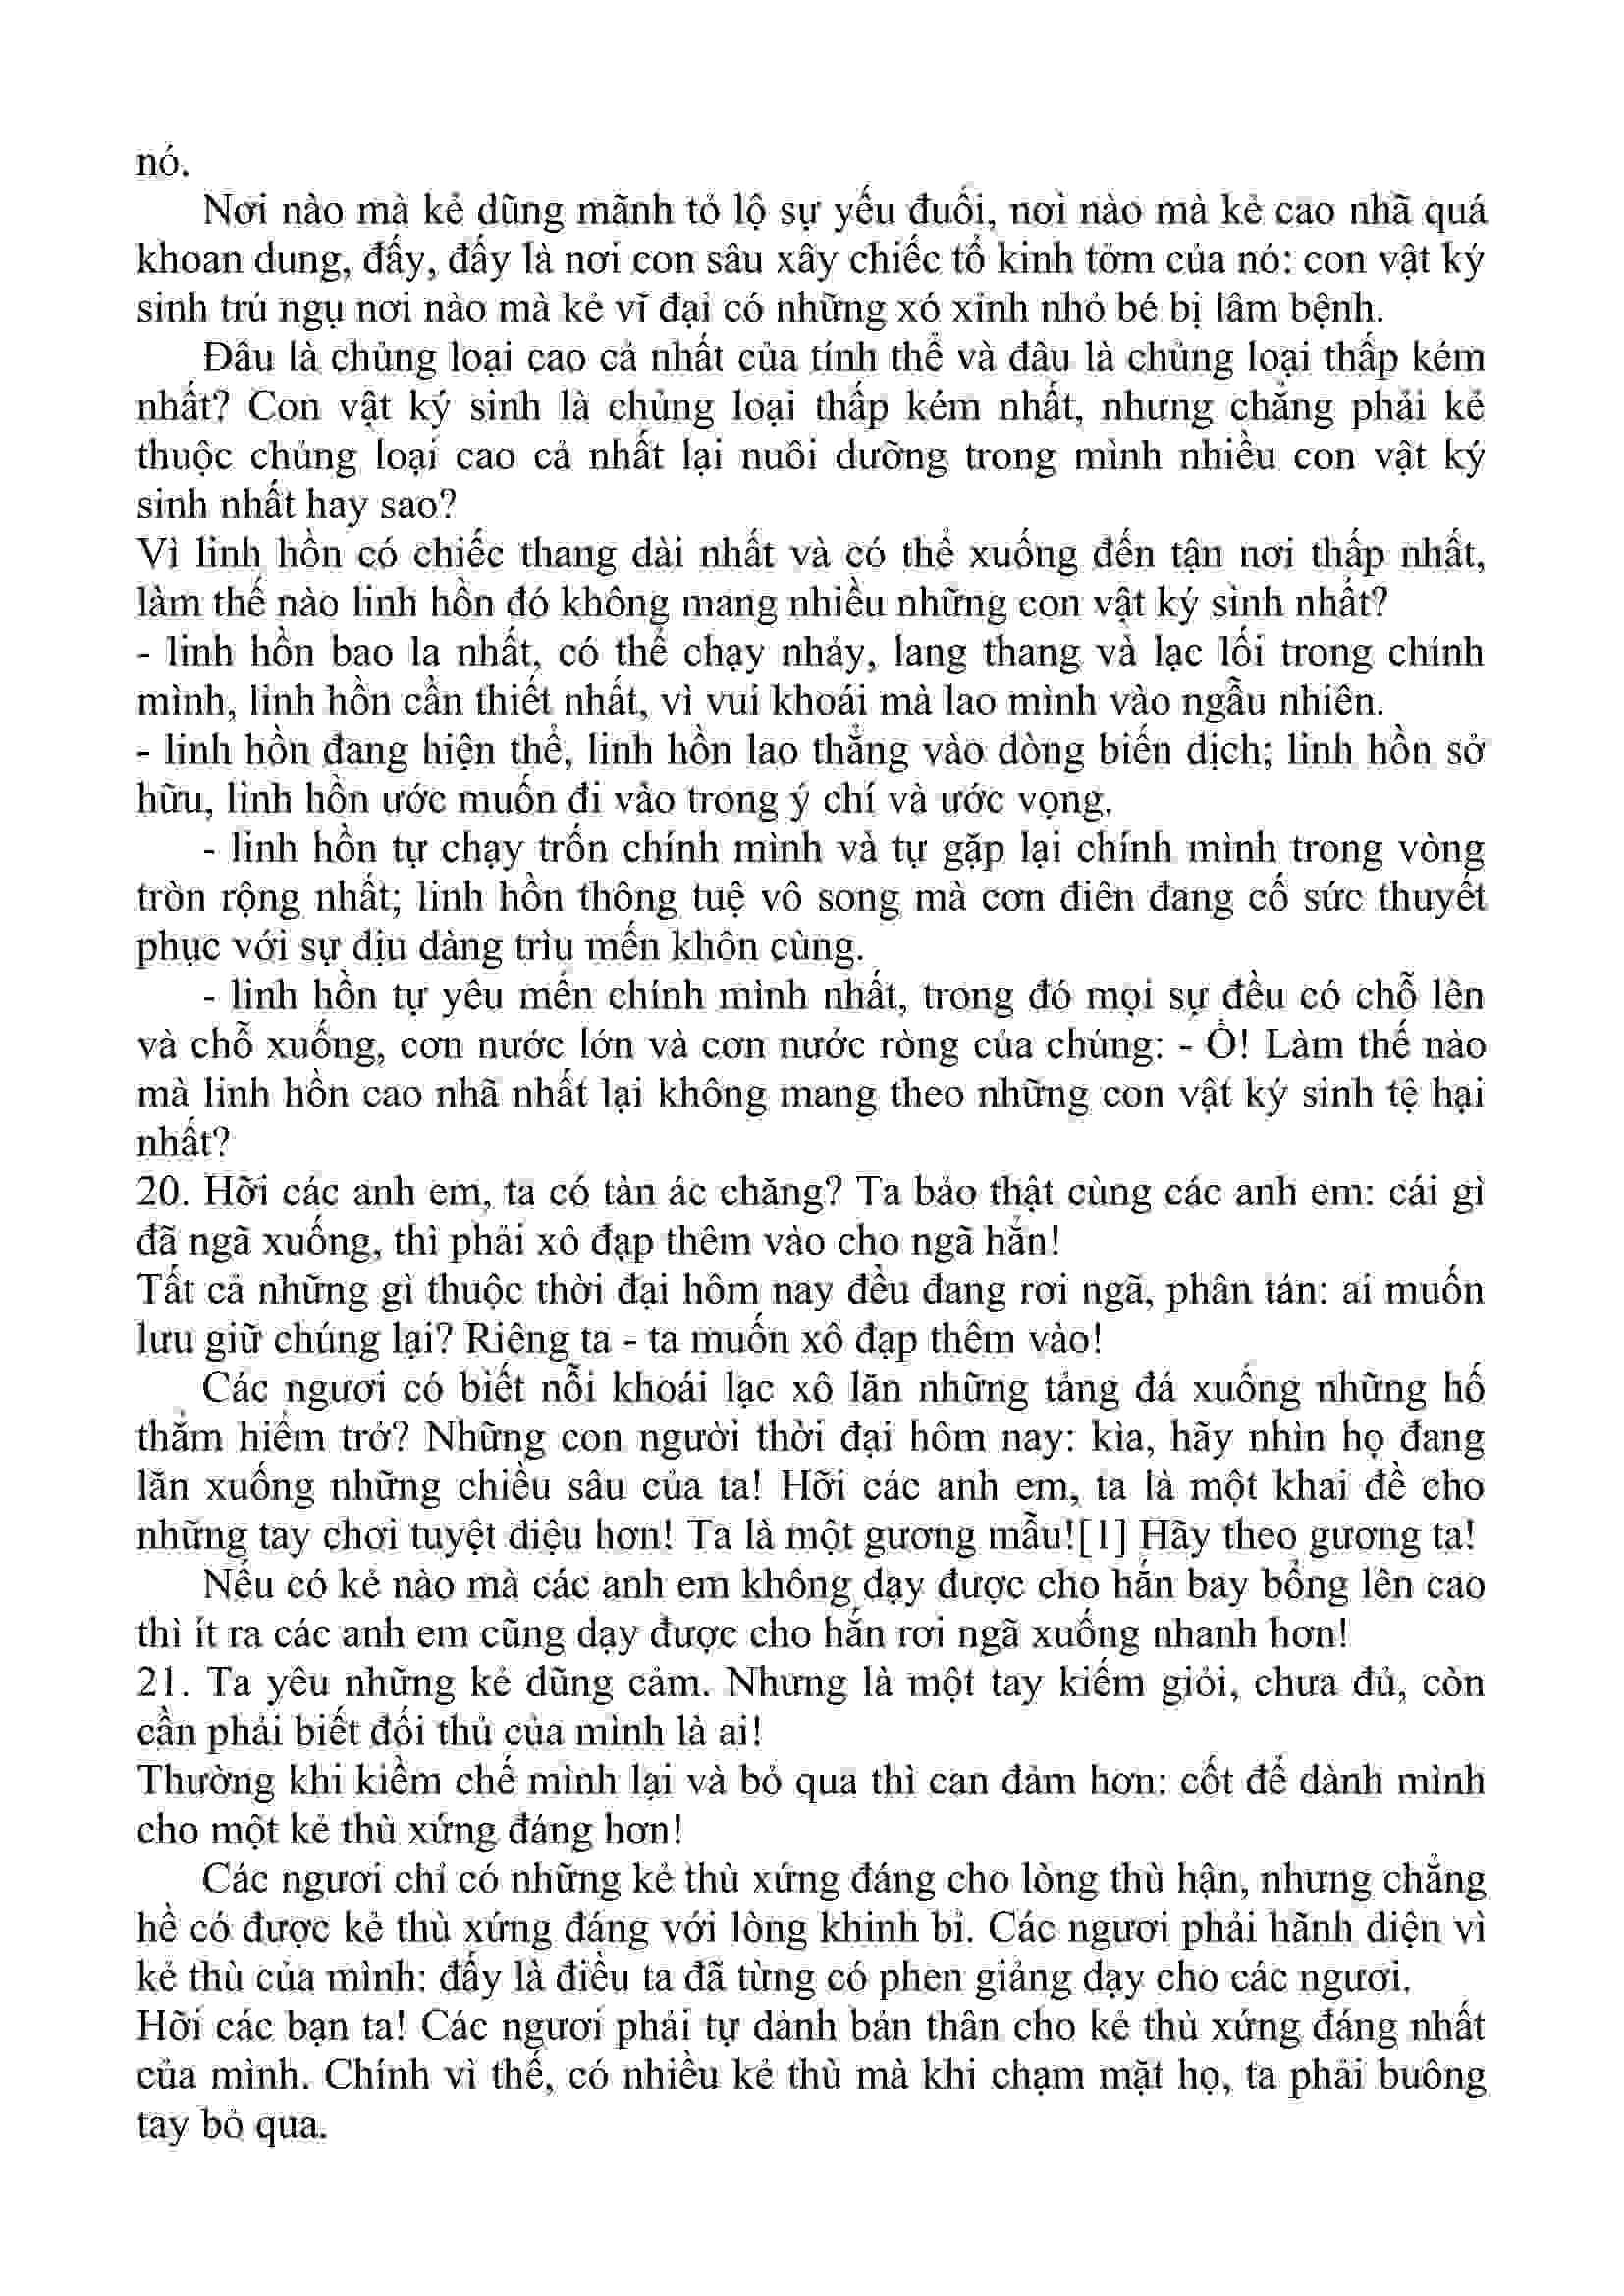 nó.
Nơi nào mà kẻ dũng mãnh tỏ lộ sự yếu đuối, nơi nào mà kẻ cao nhã quá
khoan dung, đấy, đấy là nơi con sâu xây chiếc tổ kinh tởm của nó: con vật ký
sinh trú ngụ nơi nào mà kẻ vĩ đại có những xó xỉnh nhỏ bé bị lâm bệnh.
Đâu là chủng loại cao cả nhất của tính thể và đâu là chủng loại thấp kém
nhất? Con vật ký sinh là chủng loại thấp kém nhất, nhưng chẳng phải kẻ
thuộc chủng loại cao cả nhất lại nuôi dưỡng trong mình nhiều con vật ký
sinh nhất hay sao?
Vì linh hồn có chiếc thang dài nhất và có thể xuống đến tận nơi thấp nhất,
làm thế nào linh hồn đó không mang nhiều những con vật ký sinh nhất?
- linh hồn bao la nhất, có thể chạy nhảy, lang thang và lạc lối trong chính
mình, linh hồn cần thiết nhất, vì vui khoái mà lao mình vào ngẫu nhiên.
- linh hồn đang hiện thể, linh hồn lao thẳng vào dòng biến dịch; linh hồn sở
hữu, linh hồn ước muốn đi vào trong ý chí và ước vọng.
- linh hồn tự chạy trốn chính mình và tự gặp lại chính mình trong vòng
tròn rộng nhất; linh hồn thông tuệ vô song mà cơn điên đang cố sức thuyết
phục với sự dịu dàng trìu mến khôn cùng.
- linh hồn tự yêu mến chính mình nhất, trong đó mọi sự đều có chỗ lên
và chỗ xuống, cơn nước lớn và cơn nước ròng của chúng: - Ô! Làm thế nào
mà linh hồn cao nhã nhất lại không mang theo những con vật ký sinh tệ hại
nhất?
20. Hỡi các anh em, ta có tàn ác chăng? Ta bảo thật cùng các anh em: cái gì
đã ngã xuống, thì phải xô đạp thêm vào cho ngã hẳn!
Tất cả những gì thuộc thời đại hôm nay đều đang rơi ngã, phân tán: ai muốn
lưu giữ chúng lại? Riêng ta - ta muốn xô đạp thêm vào!
Các ngươi có biết nỗi khoái lạc xô lăn những tảng đá xuống những hố
thẳm hiểm trở? Những con người thời đại hôm nay: kìa, hãy nhìn họ đang
lăn xuống những chiều sâu của ta! Hỡi các anh em, ta là một khai đề cho
những tay chơi tuyệt diệu hơn! Ta là một gương mẫu![1] Hãy theo gương ta!
Nếu có kẻ nào mà các anh em không dạy được cho hắn bay bổng lên cao
thì ít ra các anh em cũng dạy được cho hắn rơi ngã xuống nhanh hơn!
21. Ta yêu những kẻ dũng cảm. Nhưng là một tay kiếm giỏi, chưa đủ, còn
cần phải biết đối thủ của mình là ai!
Thường khi kiềm chế mình lại và bỏ qua thì can đảm hơn: cốt để dành mình
cho một kẻ thù xứng đáng hơn!
Các ngươi chỉ có những kẻ thù xứng đáng cho lòng thù hận, nhưng chẳng
hề có được kẻ thù xứng đáng với lòng khinh bỉ. Các ngươi phải hãnh diện vì
kẻ thù của mình: đấy là điều ta đã từng có phen giảng dạy cho các ngươi.
Hỡi các bạn ta! Các ngươi phải tự dành bản thân cho kẻ thù xứng đáng nhất
của mình. Chính vì thế, có nhiều kẻ thù mà khi chạm mặt họ, ta phải buông
tay bỏ qua.